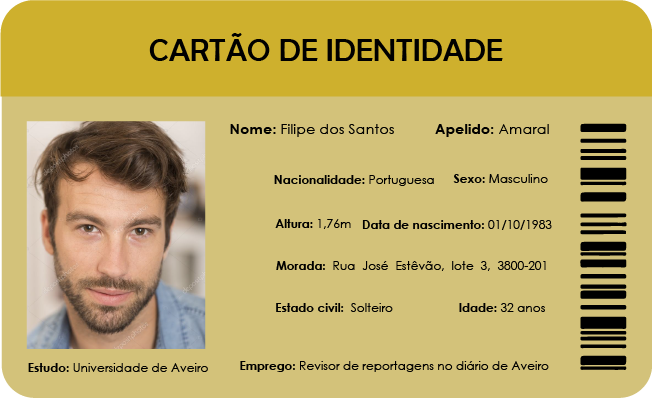 CARTÃO DE IDENTIDADE
Nome: Filipe dos Santos Apelido: Amaral
Nacionalidade: Portuguesa Sexo: Masculino
Altura: 1,76m Data de nascimento: 01/10/1983
Morada: Rua José Estêvão, lote 3, 3800-201
Estado civil: Solteiro Idade: 32 anos
Estudo: Universidade de Aveiro Emprego: Revisor de reportagens no diário de Aveiro